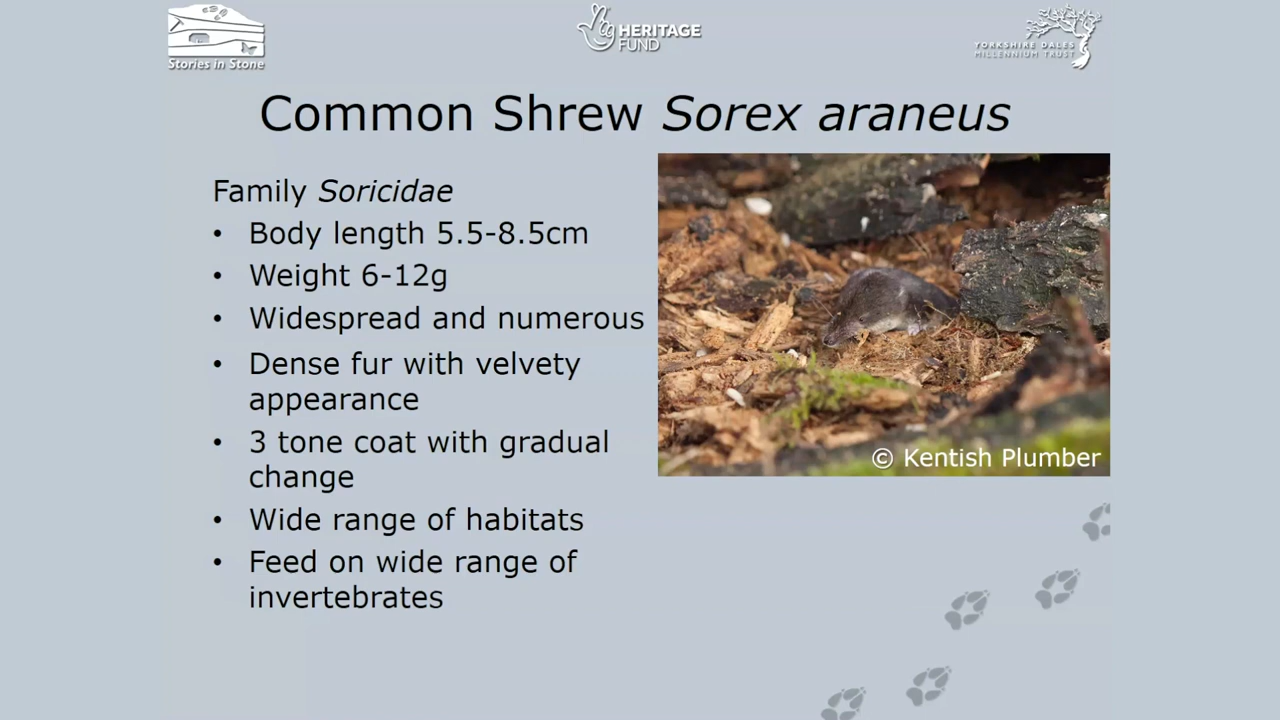 Stories in Stone
HERITAGE
FUND
YORKSHIRE DALES
MILLENNIUM TRUST
Common Shrew Sorex araneus
Family Soricidae
• Body length 5.5-8.5cm
• Weight 6-12g
• Widespread and numerous
• Dense fur with velvety
appearance
• 3 tone coat with gradual
change
• Wide range of habitats
• Feed on wide range of
invertebrates
© Kentish Plumber